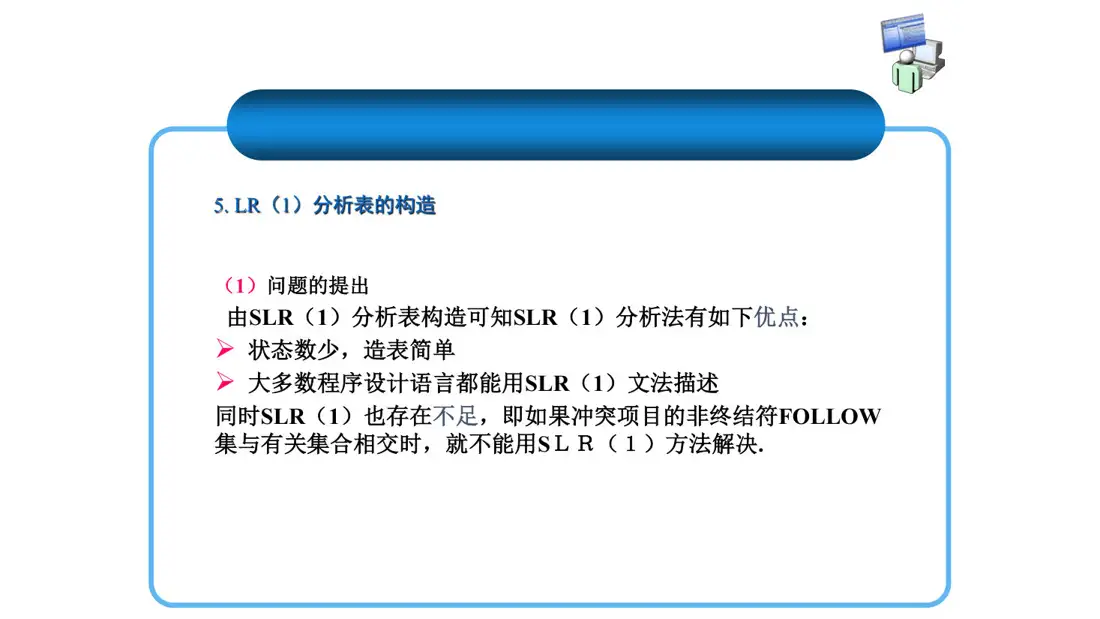 5. LR（1）分析表的构造
（1）问题的提出
由SLR（1）分析表构造可知SLR（1）分析法有如下优点：
状态数少，造表简单
大多数程序设计语言都能用SLR（1）文法描述
同时SLR（1）也存在不足，即如果冲突项目的非终结符FOLLOW
集与有关集合相交时，就不能用SＬＲ（１）方法解决.